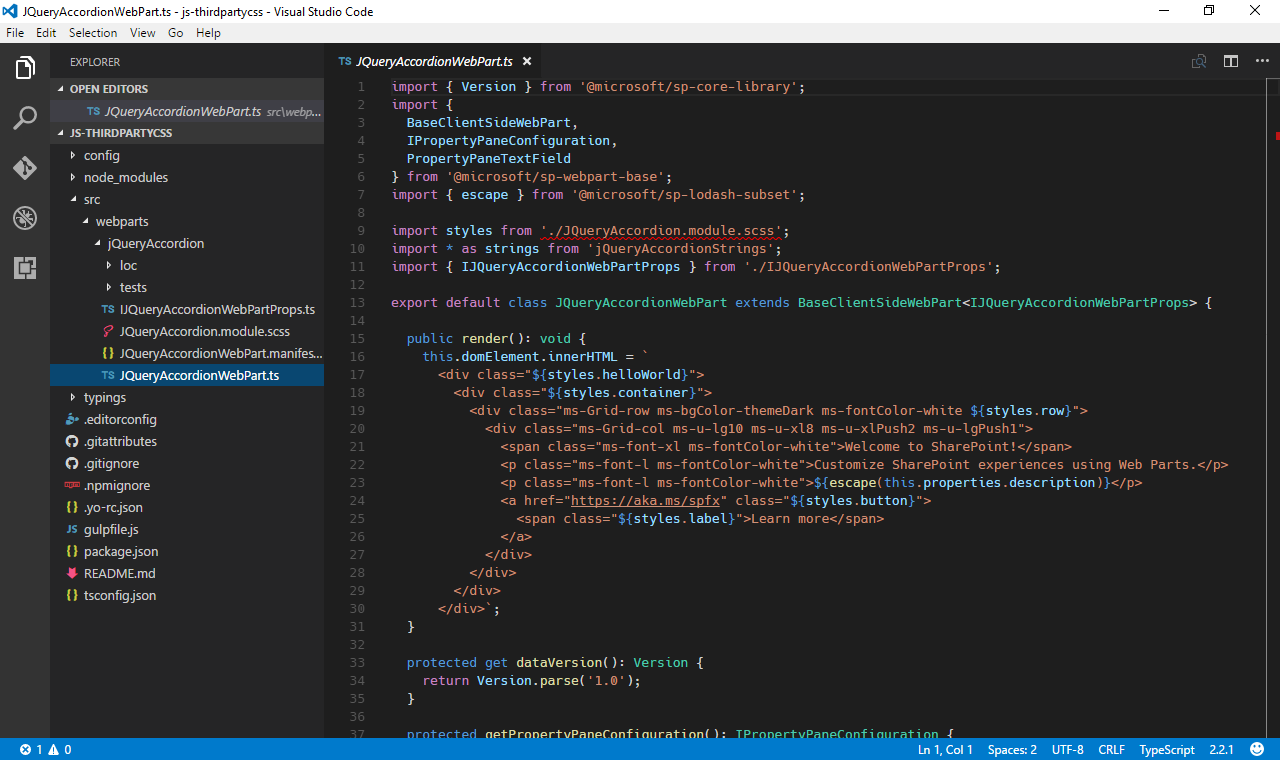 JQueryAccordionWebPart.ts - js-thirdpartycss - Visual Studio Code
File Edit Selection View Go Help
EXPLORER
OPEN EDITORS
TS JQueryAccordionWebPart.ts src\webp...
JS-THIRDPARTYCSS
config
node_modules
src
webparts
jQueryAccordion
loc
tests
TS IJQueryAccordionWebPartProps.ts
JQueryAccordion.module.scss
{} JQueryAccordionWebPart.manifes...
TS JQueryAccordionWebPart.ts
typings
.editorconfig
.gitattributes
.gitignore
npm .npmignore
{} .yo-rc.json
JS gulpfile.js
{} package.json
README.md
{} tsconfig.json
TS JQueryAccordionWebPart.ts
1 import { Version } from '@microsoft/sp-core-library';
2 import {
3 BaseClientSideWebPart,
4 IPropertyPaneConfiguration,
5 PropertyPaneTextField
6 } from '@microsoft/sp-webpart-base';
7 import { escape } from '@microsoft/sp-lodash-subset';
8
9 import styles from './JQueryAccordion.module.scss';
10 import * as strings from 'jQueryAccordionStrings';
11 import { IJQueryAccordionWebPartProps } from './IJQueryAccordionWebPartProps';
12
13 export default class JQueryAccordionWebPart extends BaseClientSideWebPart<IJQueryAccordionWebPartProps> {
14
15 public render(): void {
16 this.domElement.innerHTML = `
17 <div class="${styles.helloWorld}">
18 <div class="${styles.container}">
19 <div class="ms-Grid-row ms-bgColor-themeDark ms-fontColor-white ${styles.row}">
20 <div class="ms-Grid-col ms-u-lg10 ms-u-xl8 ms-u-xlPush2 ms-u-lgPush1">
21 <span class="ms-font-xl ms-fontColor-white">Welcome to SharePoint!</span>
22 <p class="ms-font-l ms-fontColor-white">Customize SharePoint experiences using Web Parts.</p>
23 <p class="ms-font-l ms-fontColor-white">${escape(this.properties.description)}</p>
24 <a href="https://aka.ms/spfx" class="${styles.button}">
25 <span class="${styles.label}">Learn more</span>
26 </a>
27 </div>
28 </div>
29 </div>
30 </div>`;
31 }
32
33 protected get dataVersion(): Version {
34 return Version.parse('1.0');
35 }
36
37 protected getPropertyPaneConfiguration(): IPropertyPaneConfiguration {
1 0 Ln 1, Col 1 Spaces: 2 UTF-8 CRLF TypeScript 2.2.1